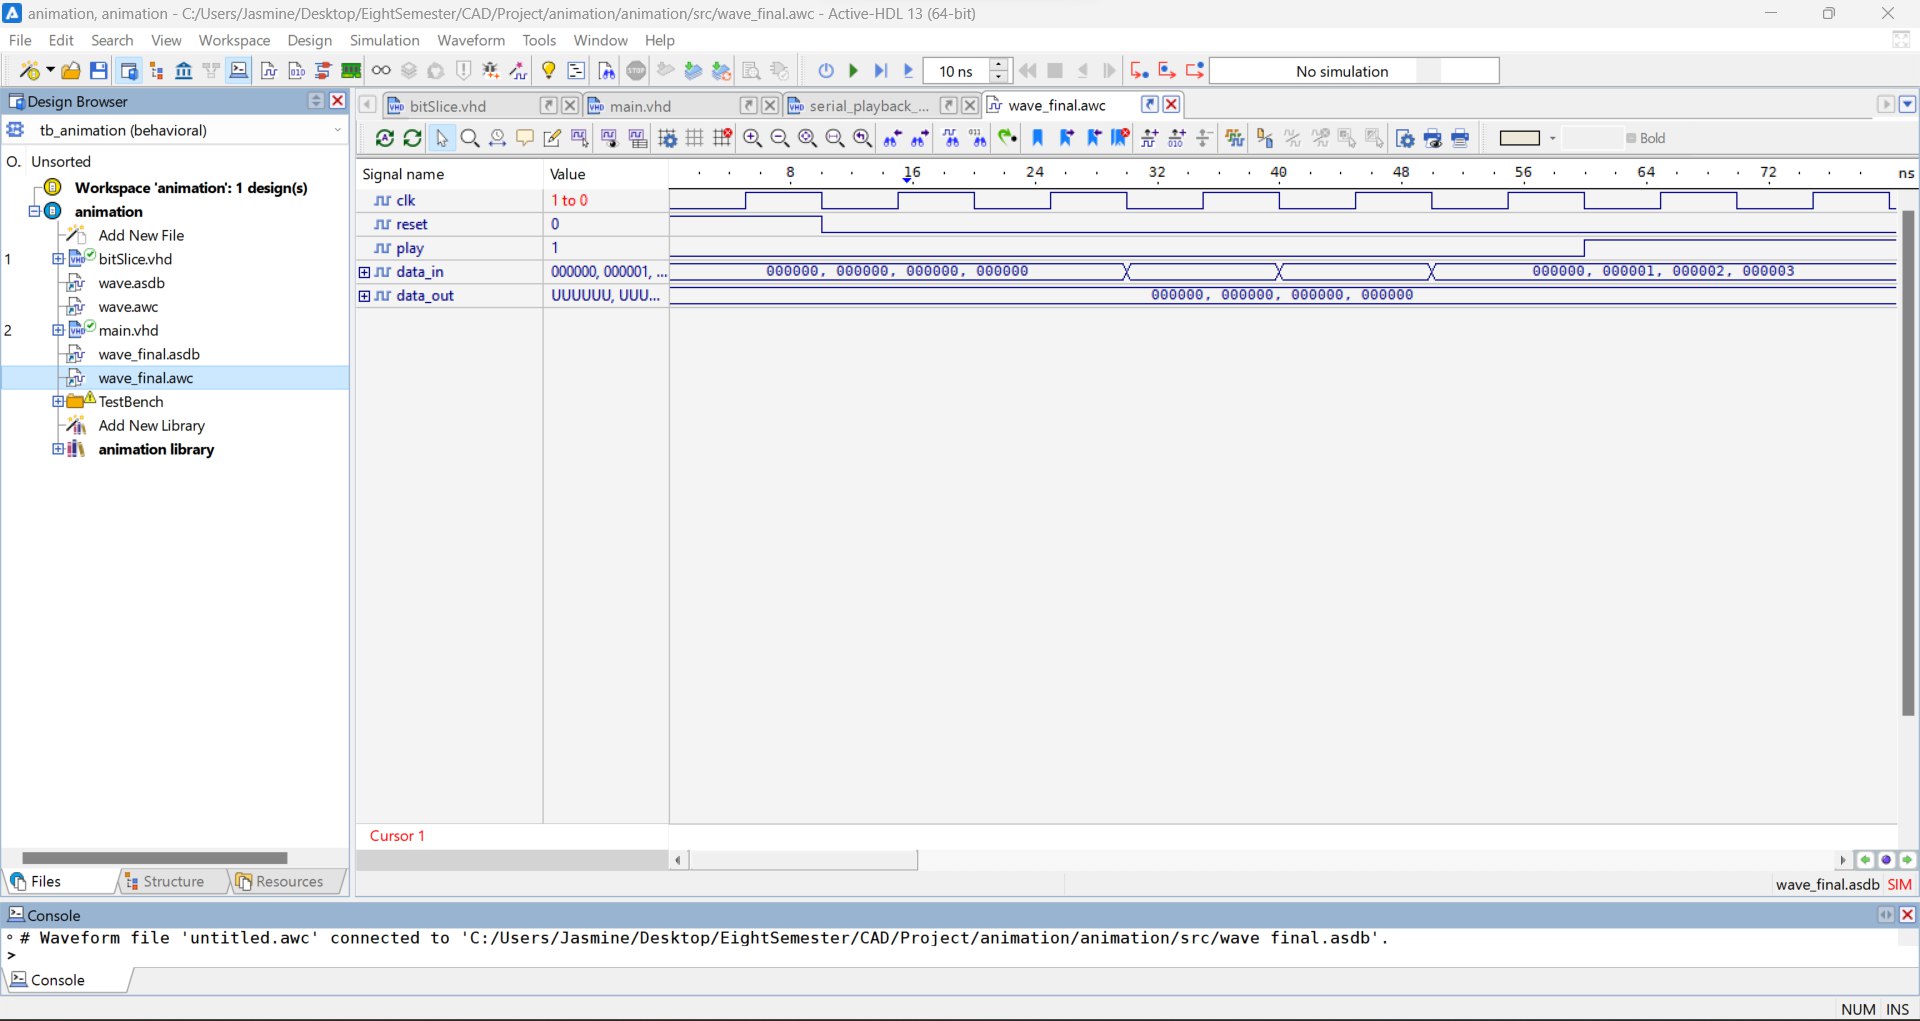 animation, animation - C:/Users/Jasmine/Desktop/EightSemester/CAD/Project/animation/animation/src/wave_final.awc - Active-HDL 13 (64-bit)
File Edit Search View Workspace Design Simulation Waveform Tools Window Help
10 ns
No simulation
Design Browser
tb_animation (behavioral)
O. Unsorted
Workspace 'animation': 1 design(s)
animation
Add New File
1 bitSlice.vhd
wave.asdb
wave.awc
2 main.vhd
wave_final.asdb
wave_final.awc
TestBench
Add New Library
animation library
Files Structure Resources
bitSlice.vhd main.vhd serial_playback_... wave_final.awc
Bold
Signal name Value 8 16 24 32 40 48 56 64 72 ns
clk 1 to 0
reset 0
play 1
data_in 000000, 000001, ... 000000, 000000, 000000, 000000 000000, 000001, 000002, 000003
data_out UUUUUU, UUU... 000000, 000000, 000000, 000000
Cursor 1
wave_final.asdb SIM
Console
# Waveform file 'untitled.awc' connected to 'C:/Users/Jasmine/Desktop/EightSemester/CAD/Project/animation/animation/src/wave final.asdb'.
>
Console
NUM INS